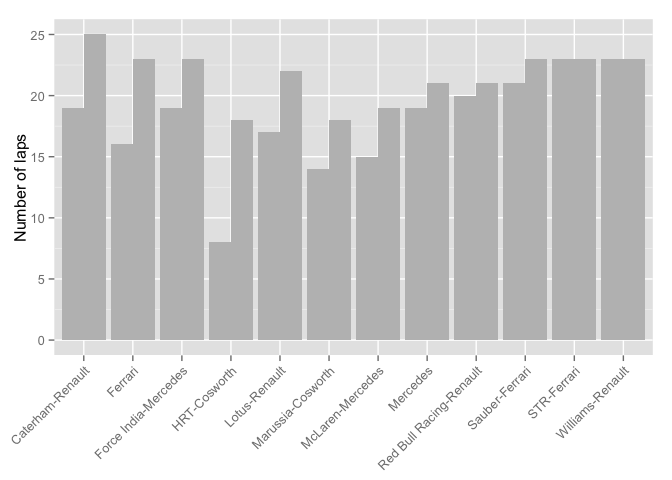 25
20
15
10
5
0
Number of laps
Caterham-Renault
Ferrari
Force India-Mercedes
HRT-Cosworth
Lotus-Renault
Marussia-Cosworth
McLaren-Mercedes
Mercedes
Red Bull Racing-Renault
Sauber-Ferrari
STR-Ferrari
Williams-Renault